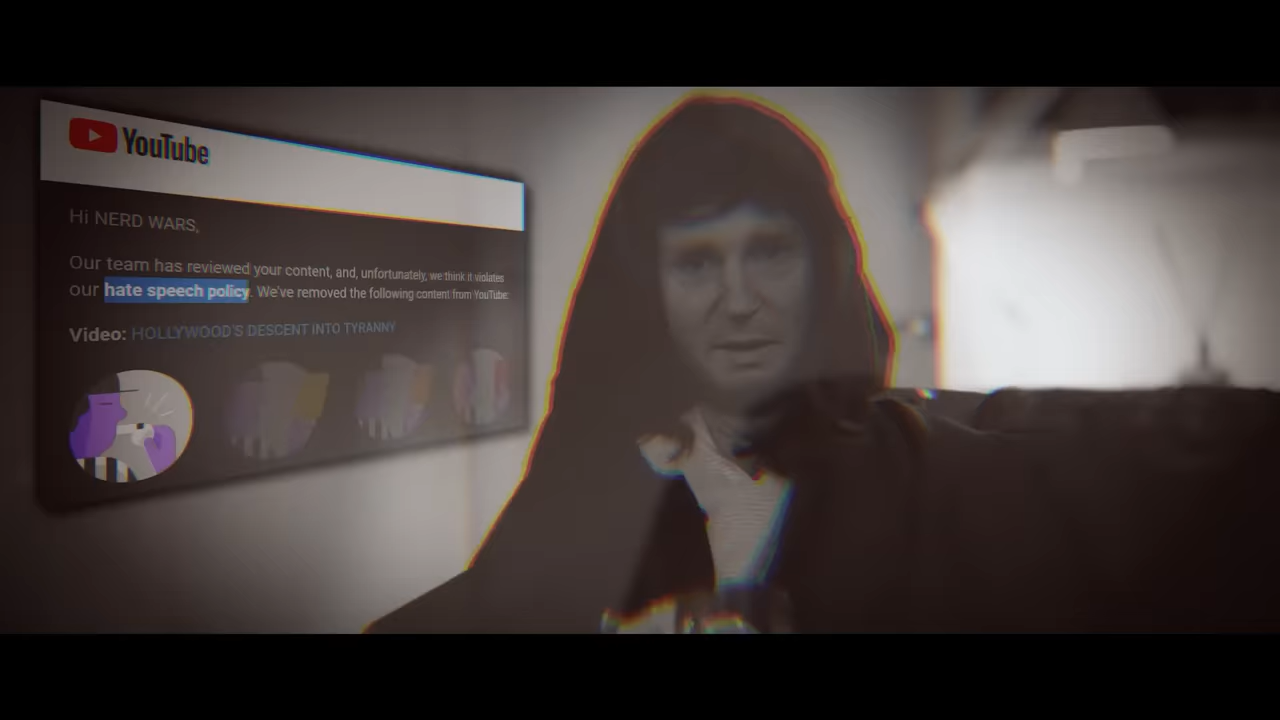 YouTube
Hi NERD WARS,
Our team has reviewed your content, and, unfortunately, we think it violates
our hate speech policy. We've removed the following content from YouTube:
Video: HOLLYWOOD'S DESCENT INTO TYRANNY